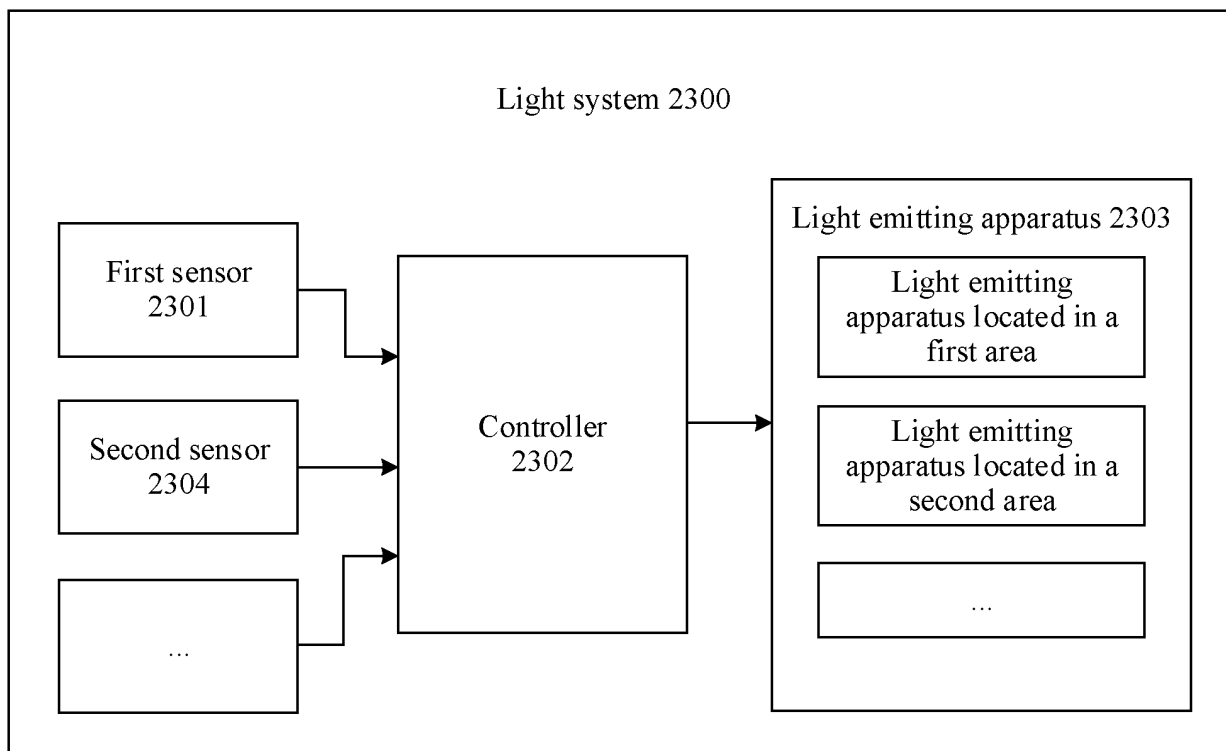 Light system 2300
First sensor
2301
Second sensor
2304
...
Controller
2302
Light emitting apparatus 2303
Light emitting
apparatus located in a
first area
Light emitting
apparatus located in a
second area
...